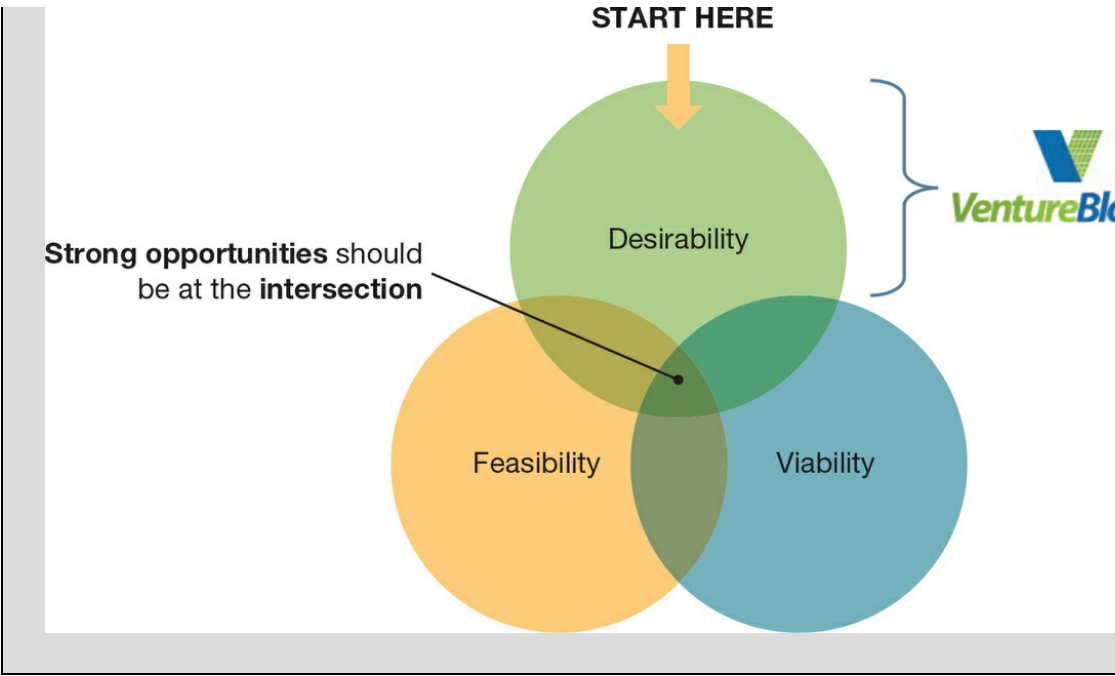 START HERE
Desirability
Strong opportunities should
be at the intersection
Feasibility
Viability